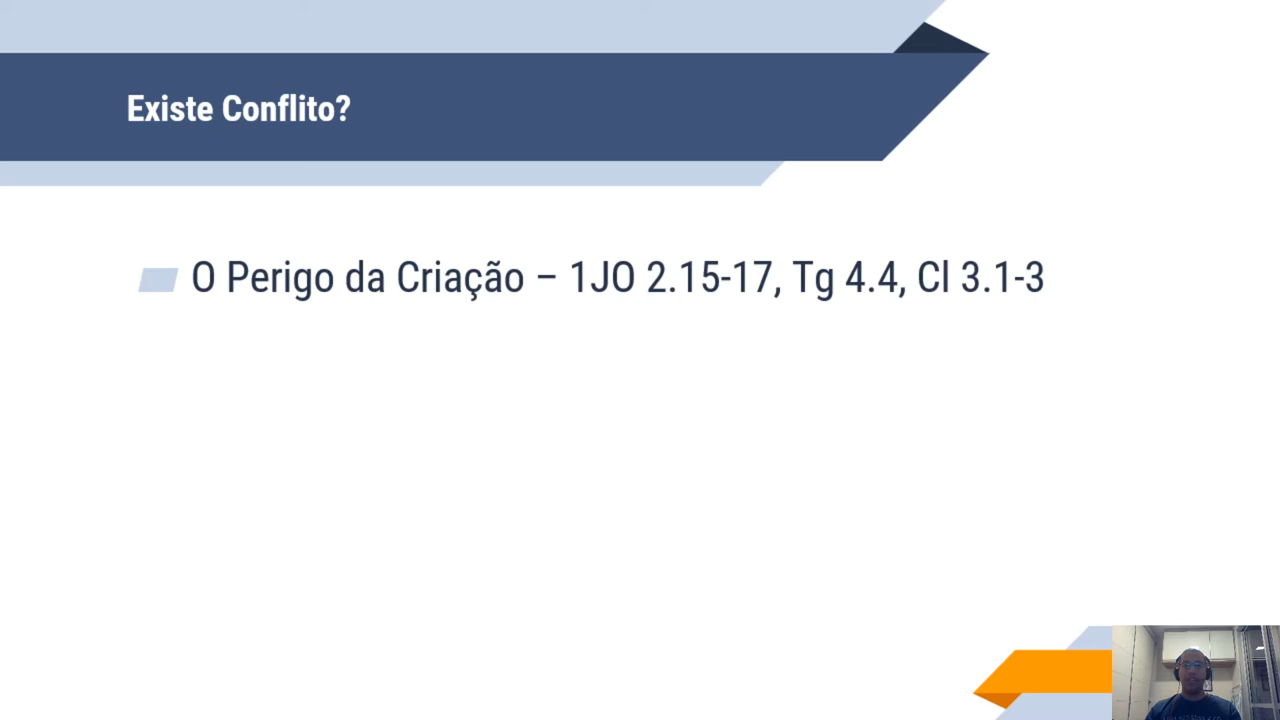 Existe Conflito?
O Perigo da Criação – 1JO 2.15-17, Tg 4.4, Cl 3.1-3